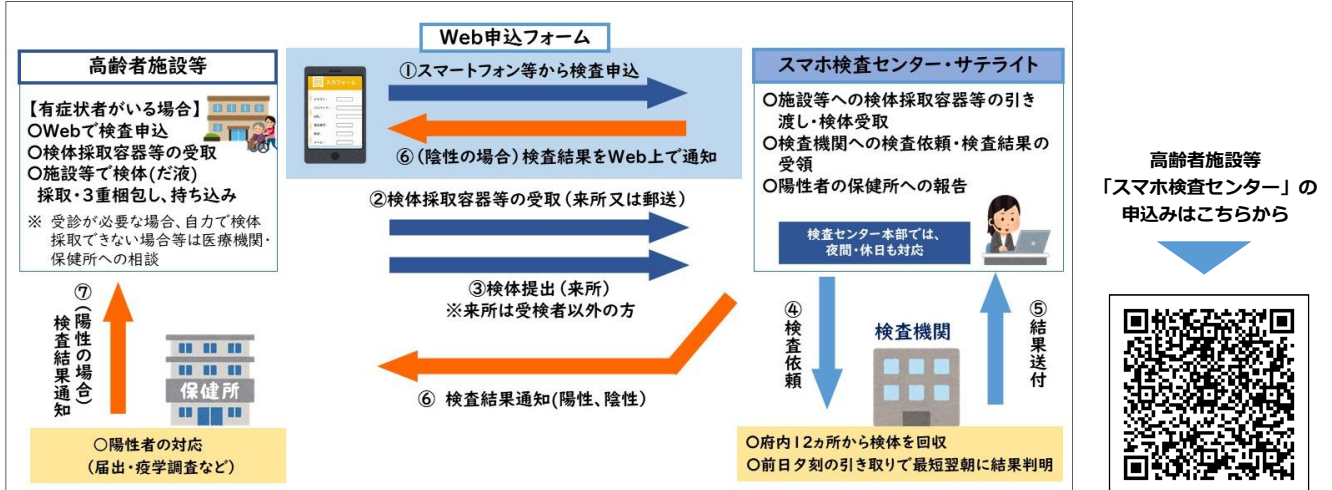 Web申込フォーム
高齢者施設等
【有症状者がいる場合】
○Webで検査申込
○検体採取容器等の受取
○施設等で検体(だ液)
採取・3重梱包し、持ち込み
※ 受診が必要な場合、自力で検体
採取できない場合等は医療機関・
保健所への相談
①スマートフォン等から検査申込
⑥(陰性の場合)検査結果をWeb上で通知
②検体採取容器等の受取(来所又は郵送)
③検体提出(来所)
※来所は受検者以外の方
⑥ 検査結果通知(陽性、陰性)
スマホ検査センター・サテライト
○施設等への検体採取容器等の引き
渡し・検体受取
○検査機関への検査依頼・検査結果の
受領
○陽性者の保健所への報告
検査センター本部では、
夜間・休日も対応
④検査依頼
検査機関
⑤結果送付
○府内12ヵ所から検体を回収
○前日夕刻の引き取りで最短翌朝に結果判明
⑦(陽性の場合)
検査結果通知
保健所
○陽性者の対応
(届出・疫学調査など)
高齢者施設等
「スマホ検査センター」の
申込みはこちらから